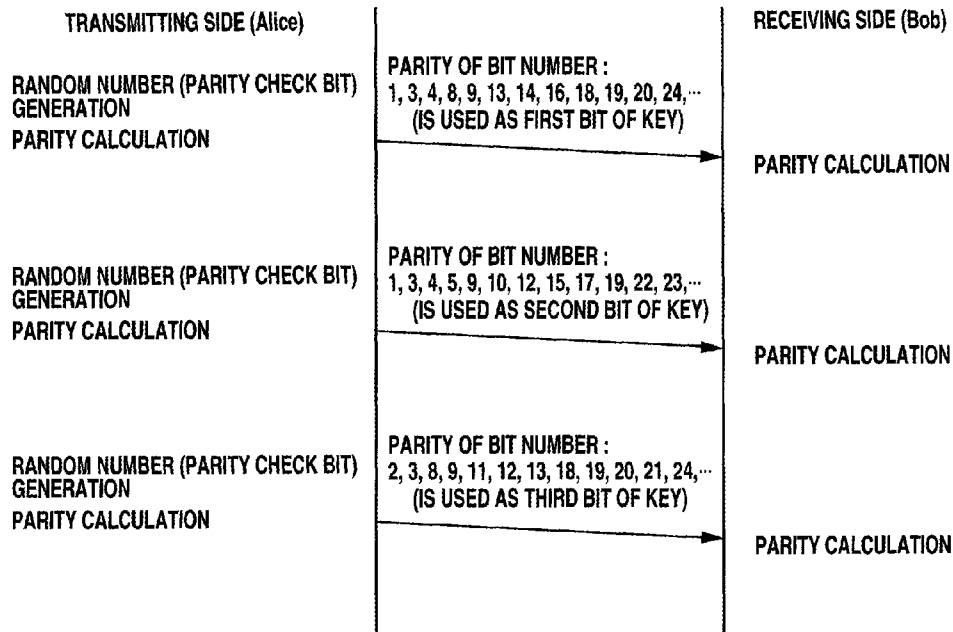 TRANSMITTING SIDE (Alice)
RECEIVING SIDE (Bob)
RANDOM NUMBER (PARITY CHECK BIT)
GENERATION
PARITY CALCULATION
PARITY OF BIT NUMBER :
1, 3, 4, 8, 9, 13, 14, 16, 18, 19, 20, 24,···
(IS USED AS FIRST BIT OF KEY)
PARITY CALCULATION
RANDOM NUMBER (PARITY CHECK BIT)
GENERATION
PARITY CALCULATION
PARITY OF BIT NUMBER :
1, 3, 4, 5, 9, 10, 12, 15, 17, 19, 22, 23,···
(IS USED AS SECOND BIT OF KEY)
PARITY CALCULATION
RANDOM NUMBER (PARITY CHECK BIT)
GENERATION
PARITY CALCULATION
PARITY OF BIT NUMBER :
2, 3, 8, 9, 11, 12, 13, 18, 19, 20, 21, 24,···
(IS USED AS THIRD BIT OF KEY)
PARITY CALCULATION